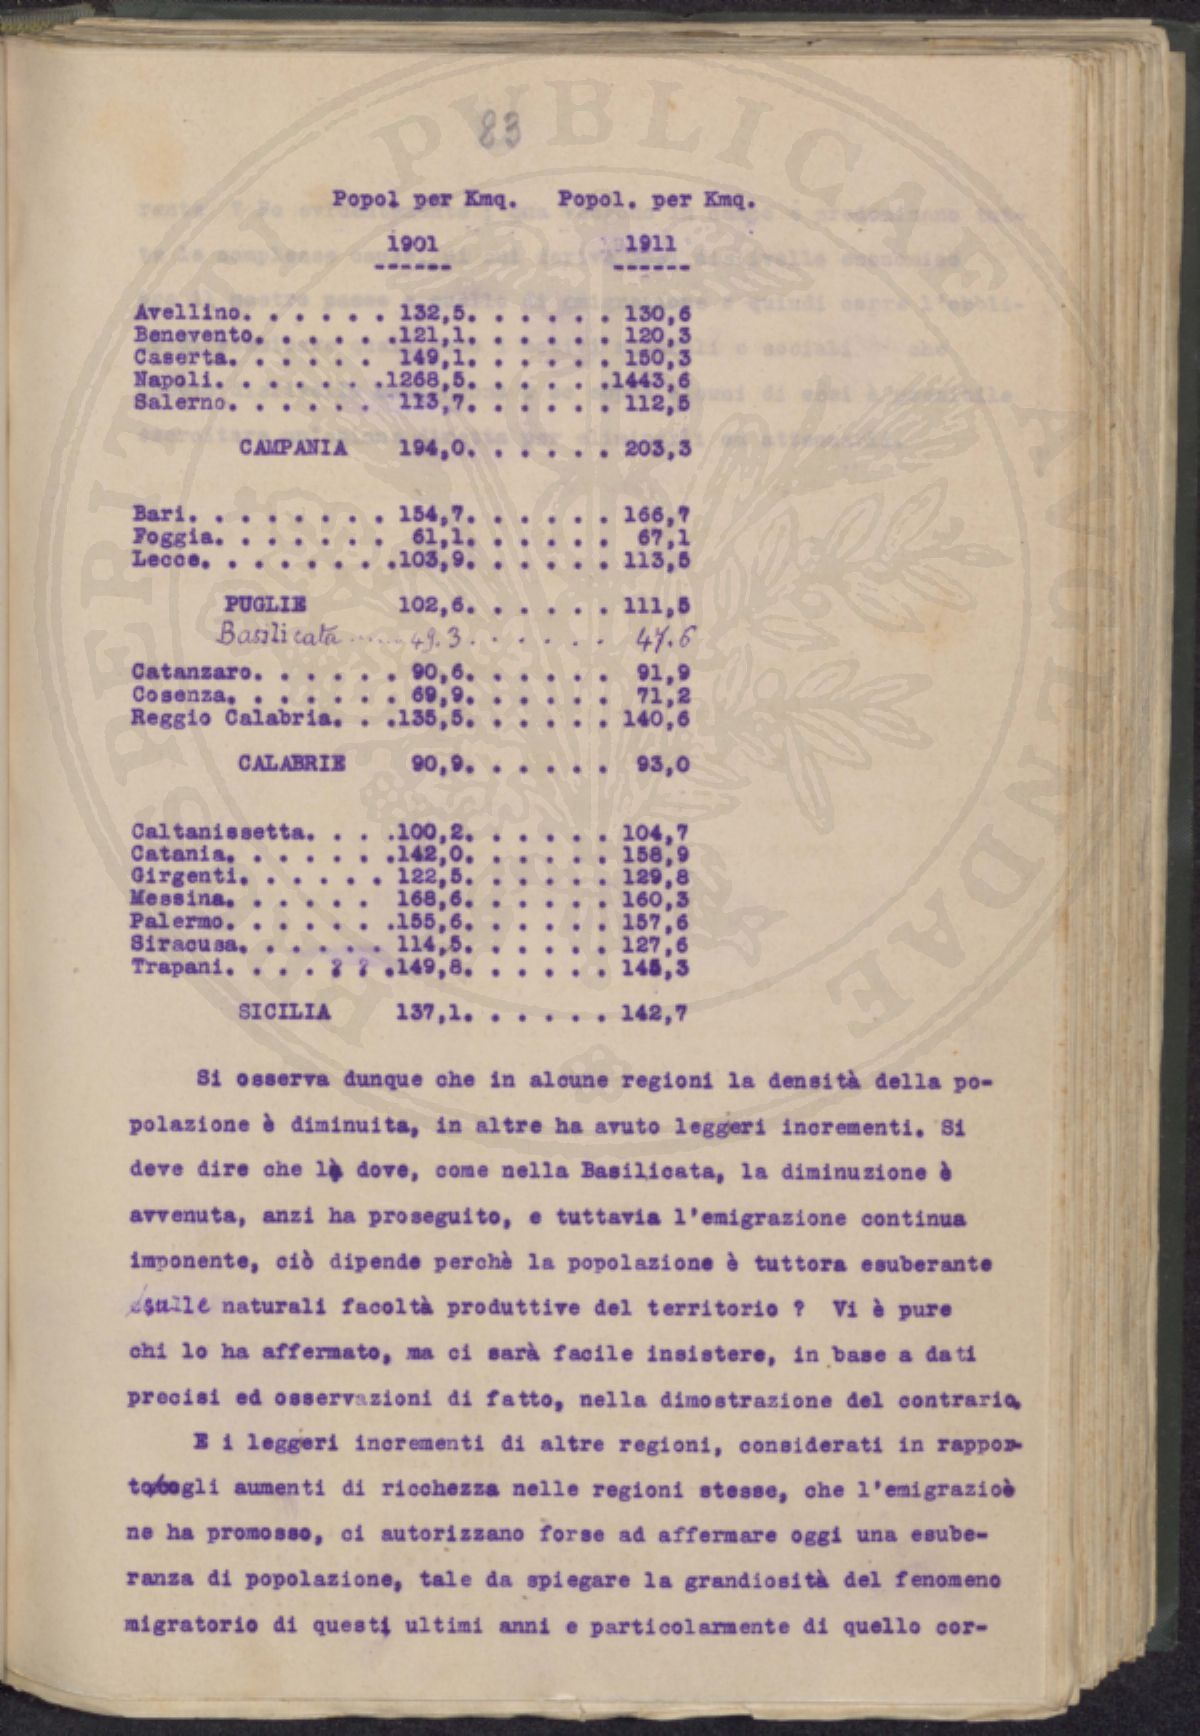 83
Popol per Kmq. Popol. per Kmq.
1901 1911
------ ------
Avellino. . . . . . 132,5. . . . . . 130,6
Benevento. . . . . .121,1. . . . . . 120,3
Caserta. . . . . . 149,1. . . . . . 150,3
Napoli. . . . . . .1268,5. . . . . .1443,6
Salerno. . . . . . 113,7. . . . . . 112,5
CAMPANIA 194,0. . . . . . 203,3
Bari. . . . . . . . 154,7. . . . . . 166,7
Foggia. . . . . . . 61,1. . . . . . 67,1
Lecce. . . . . . . .103,9. . . . . . 113,5
PUGLIE 102,6. . . . . . 111,5
Basilicata ..... 49.3 . . . . . . 47.6
Catanzaro. . . . . . 90,6. . . . . . 91,9
Cosenza. . . . . . . 69,9. . . . . . 71,2
Reggio Calabria. . .135,5. . . . . . 140,6
CALABRIE 90,9. . . . . . 93,0
Caltanissetta. . . .100,2. . . . . . 104,7
Catania. . . . . . .142,0. . . . . . 158,9
Girgenti. . . . . . 122,5. . . . . . 129,8
Messina. . . . . . 168,6. . . . . . 160,3
Palermo. . . . . . .155,6. . . . . . 157,6
Siracusa. . . . . . 114,5. . . . . . 127,6
Trapani. . . . ? ? .149,8. . . . . . 145,3
SICILIA 137,1. . . . . . 142,7
Si osserva dunque che in alcune regioni la densità della po-
polazione è diminuita, in altre ha avuto leggeri incrementi. Si
deve dire che là dove, come nella Basilicata, la diminuzione è
avvenuta, anzi ha proseguito, e tuttavia l'emigrazione continua
imponente, ciò dipende perchè la popolazione è tuttora esuberante
sulle naturali facoltà produttive del territorio ? Vi è pure
chi lo ha affermato, ma ci sarà facile insistere, in base a dati
precisi ed osservazioni di fatto, nella dimostrazione del contrario.
E i leggeri incrementi di altre regioni, considerati in rappor-
to agli aumenti di ricchezza nelle regioni stesse, che l'emigrazioè
ne ha promosso, ci autorizzano forse ad affermare oggi una esube-
ranza di popolazione, tale da spiegare la grandiosità del fenomeno
migratorio di questi ultimi anni e particolarmente di quello cor-
PUBLICAE AUGENDAE